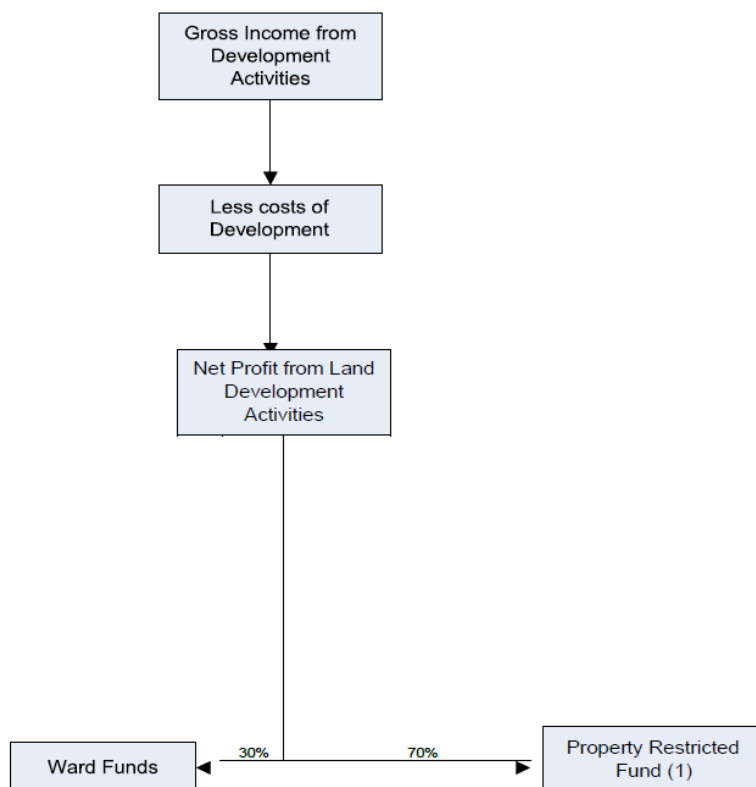 Gross Income from
Development
Activities
Less costs of
Development
Net Profit from Land
Development
Activities
30%
70%
Ward Funds
Property Restricted
Fund (1)